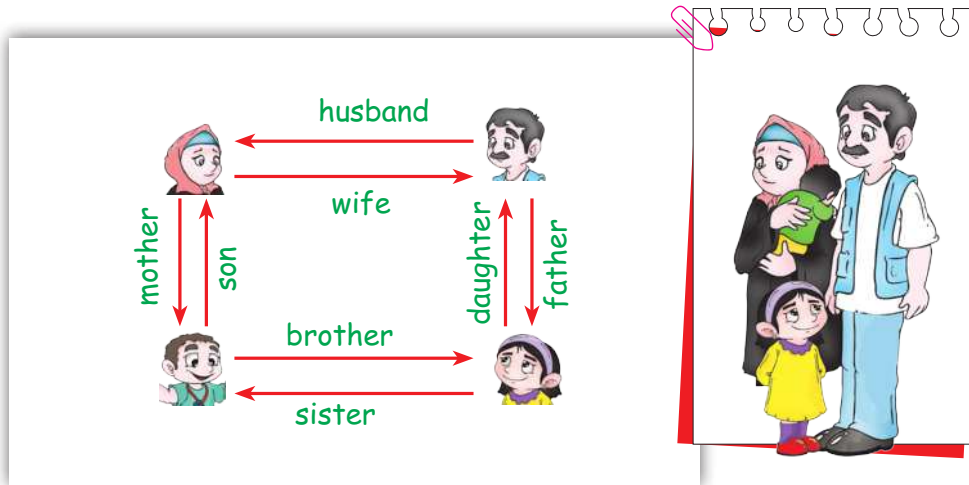 husband
wife
mother
son
daughter
father
brother
sister